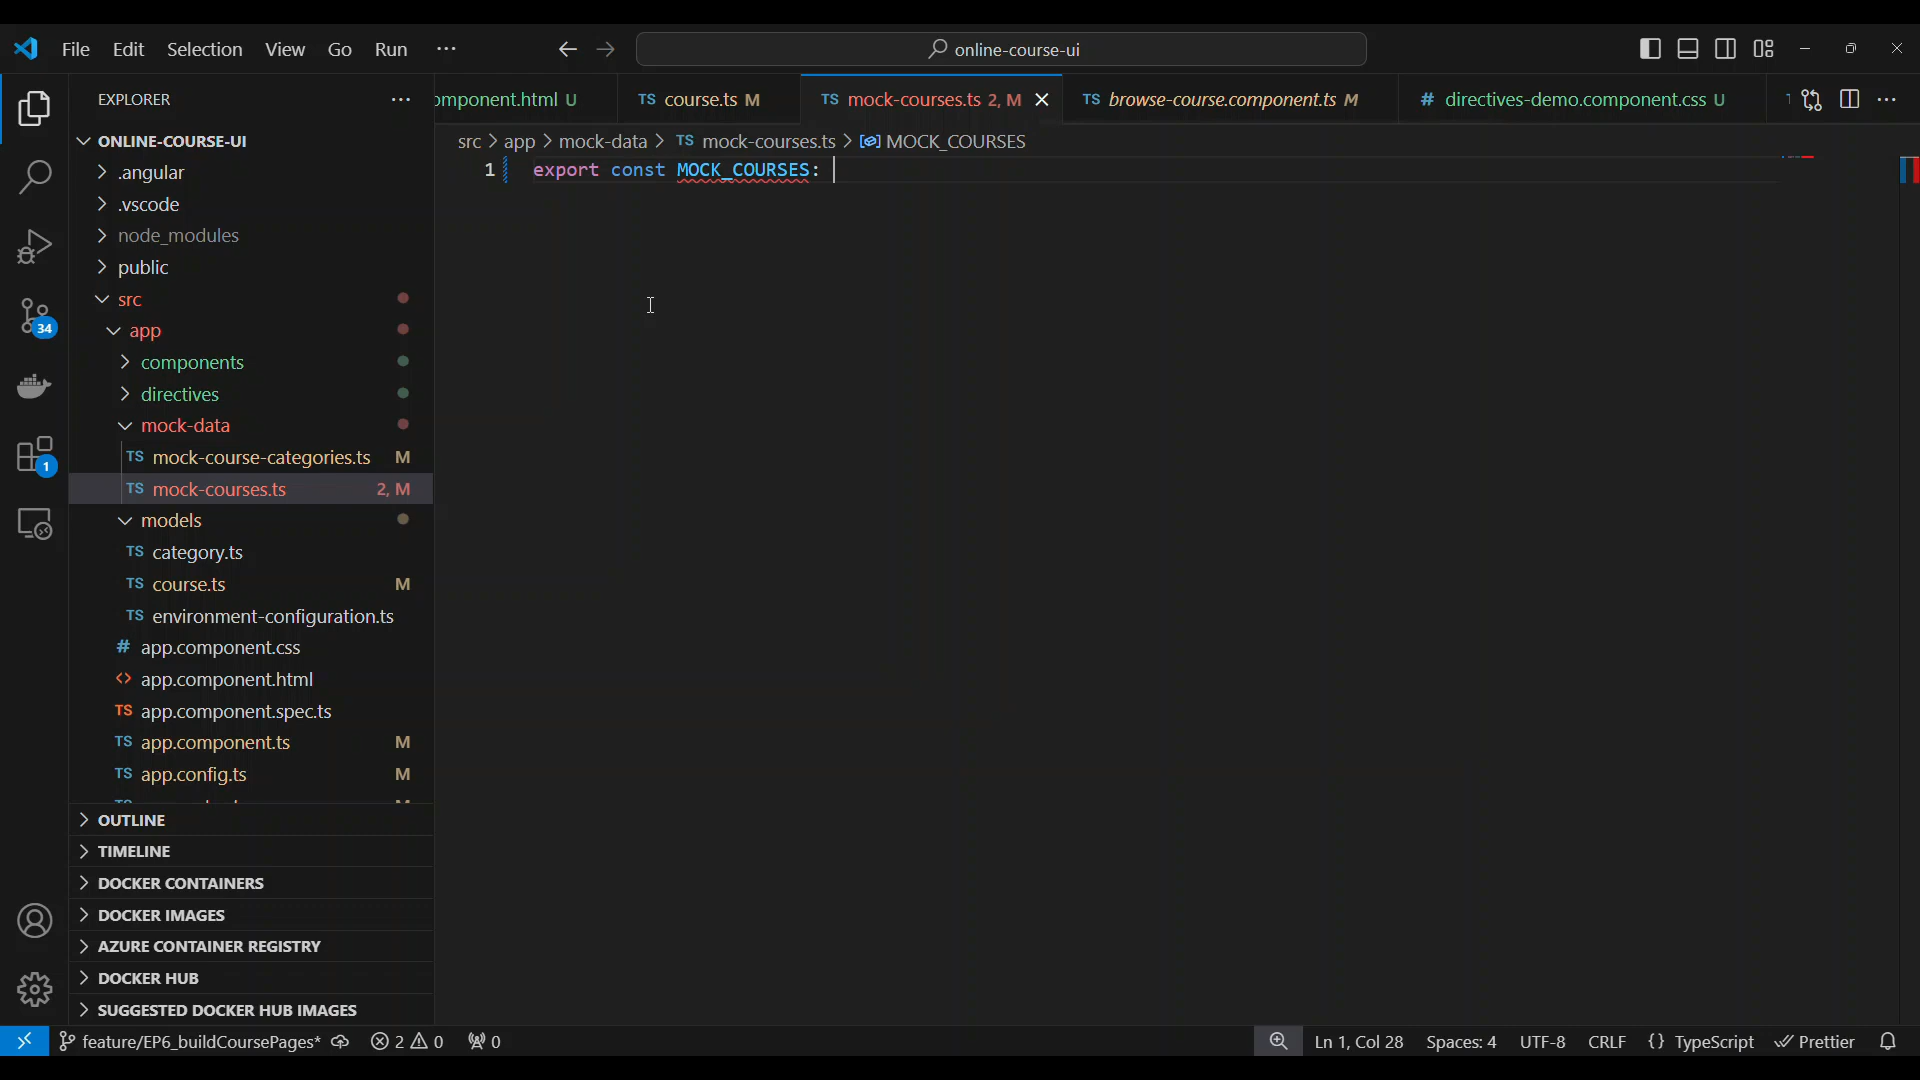 File Edit Selection View Go Run ···
online-course-ui
EXPLORER ···
omponent.html U
TS course.ts M
TS mock-courses.ts 2, M
TS browse-course.component.ts M
# directives-demo.component.css U
ONLINE-COURSE-UI
src > app > mock-data > TS mock-courses.ts > MOCK_COURSES
1 export const MOCK_COURSES:
.angular
.vscode
node_modules
public
src
app
components
directives
mock-data
TS mock-course-categories.ts M
TS mock-courses.ts 2, M
models
TS category.ts
TS course.ts M
TS environment-configuration.ts
# app.component.css
<> app.component.html
TS app.component.spec.ts
TS app.component.ts M
TS app.config.ts M
34
1
OUTLINE
TIMELINE
DOCKER CONTAINERS
DOCKER IMAGES
AZURE CONTAINER REGISTRY
DOCKER HUB
SUGGESTED DOCKER HUB IMAGES
feature/EP6_buildCoursePages* 2 0 0
Ln 1, Col 28 Spaces: 4 UTF-8 CRLF {} TypeScript Prettier